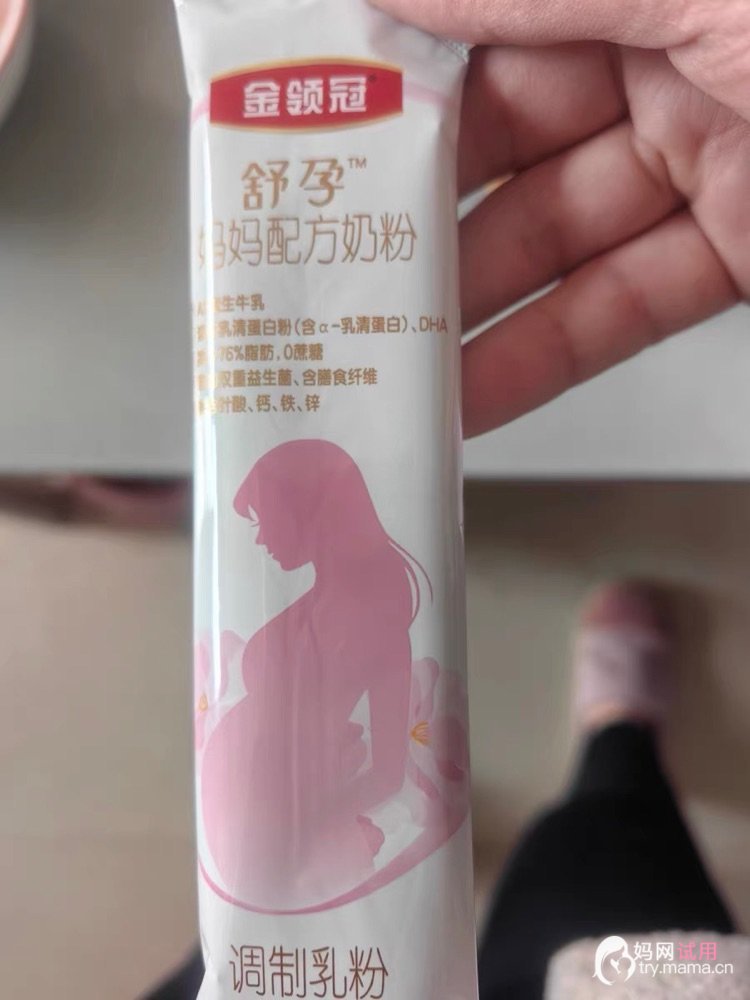 金领冠®
舒孕™
妈妈配方奶粉
生牛乳
乳清蛋白粉(含α-乳清蛋白)、DHA
76%脂肪,0蔗糖
双重益生菌、含膳食纤维
叶酸、钙、铁、锌
调制乳粉
妈网试用
try.mama.cn